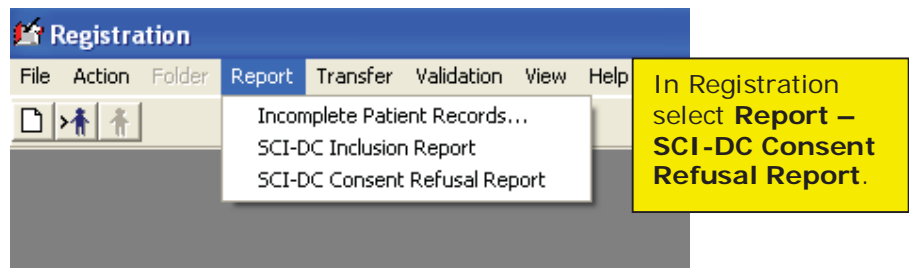 Registration
File Action Folder Report Transfer Validation View Help
Incomplete Patient Records...
SCI-DC Inclusion Report
SCI-DC Consent Refusal Report
In Registration
select Report –
SCI-DC Consent
Refusal Report.